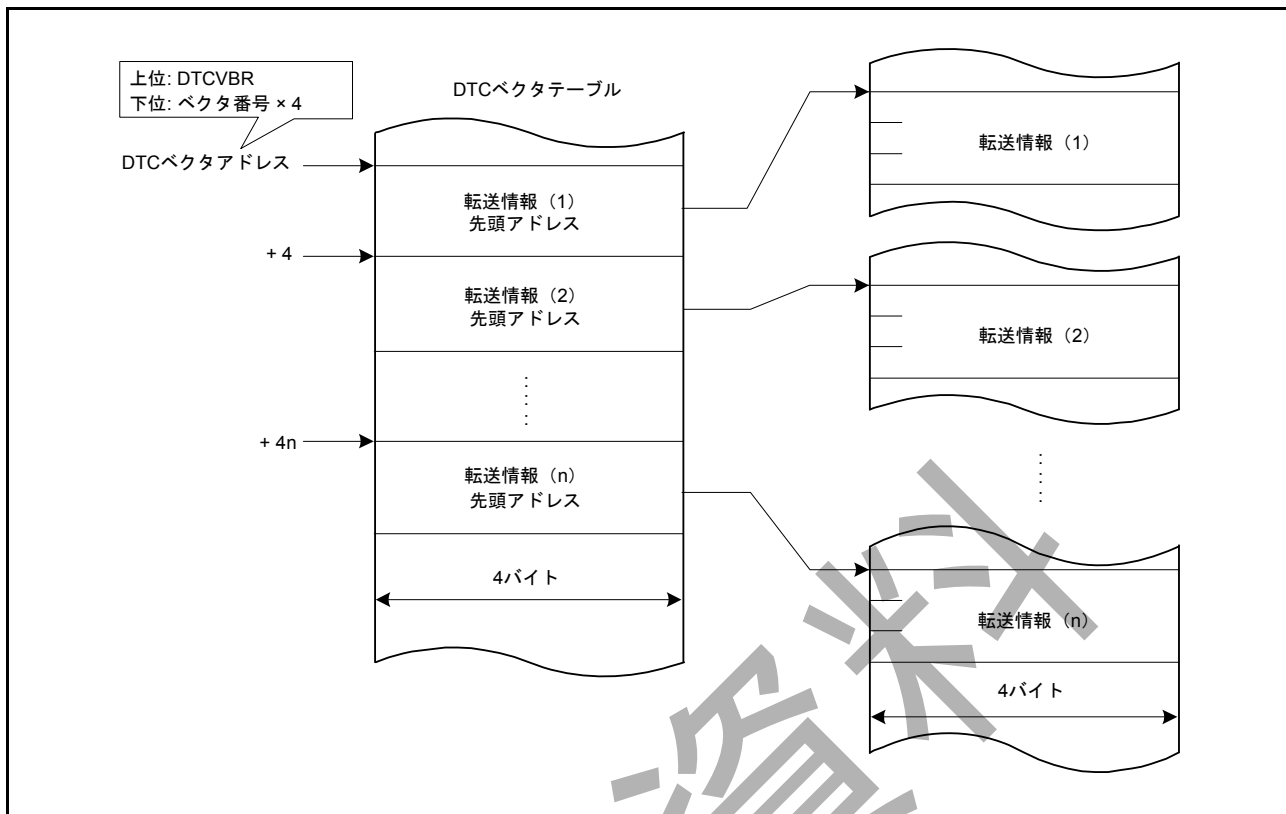 上位: DTCVBR
下位: ベクタ番号 × 4
DTCベクタテーブル
DTCベクタアドレス
転送情報（1）
先頭アドレス
+ 4
転送情報（2）
先頭アドレス
+ 4n
転送情報（n）
先頭アドレス
4バイト
転送情報（1）
転送情報（2）
転送情報（n）
4バイト
資料